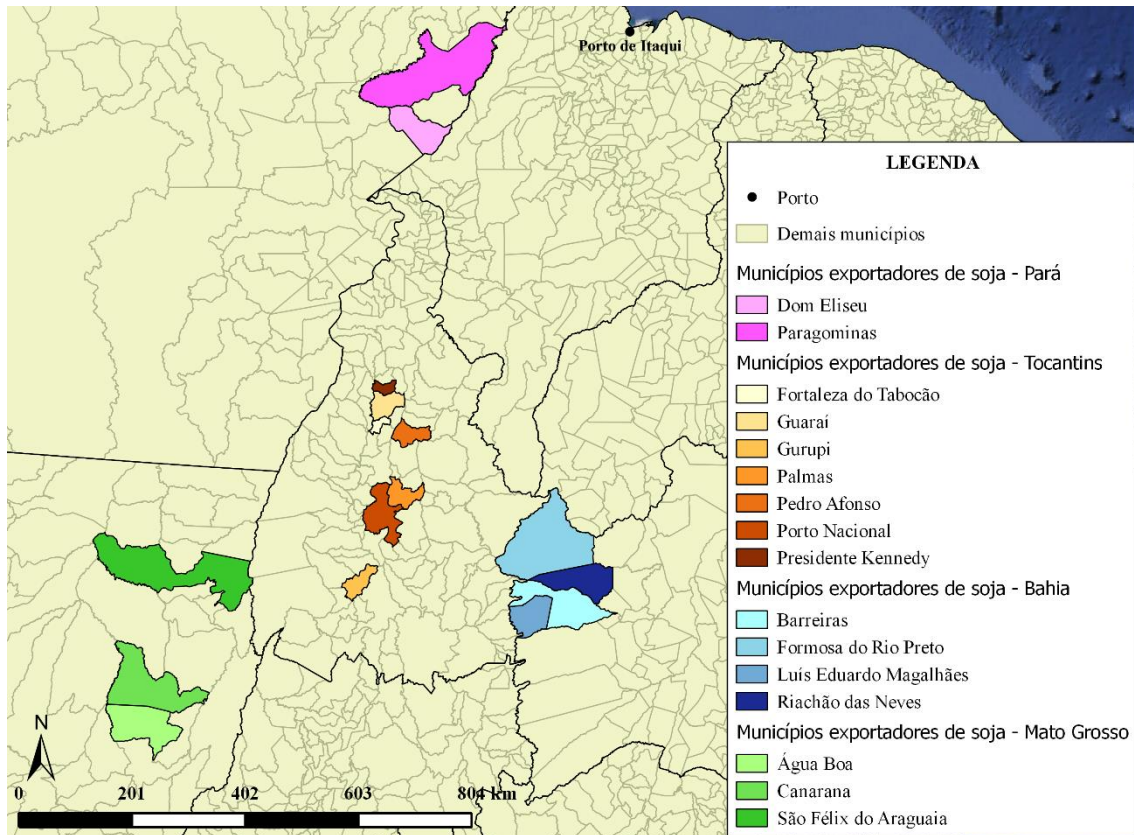 Porto de Itaqui
LEGENDA
Porto
Demais municípios
Municípios exportadores de soja - Pará
Dom Eliseu
Paragominas
Municípios exportadores de soja - Tocantins
Fortaleza do Tabocão
Guaraí
Gurupi
Palmas
Pedro Afonso
Porto Nacional
Presidente Kennedy
Municípios exportadores de soja - Bahia
Barreiras
Formosa do Rio Preto
Luís Eduardo Magalhães
Riachão das Neves
Municípios exportadores de soja - Mato Grosso
Água Boa
Canarana
São Félix do Araguaia
N
0 201 402 603 804 km